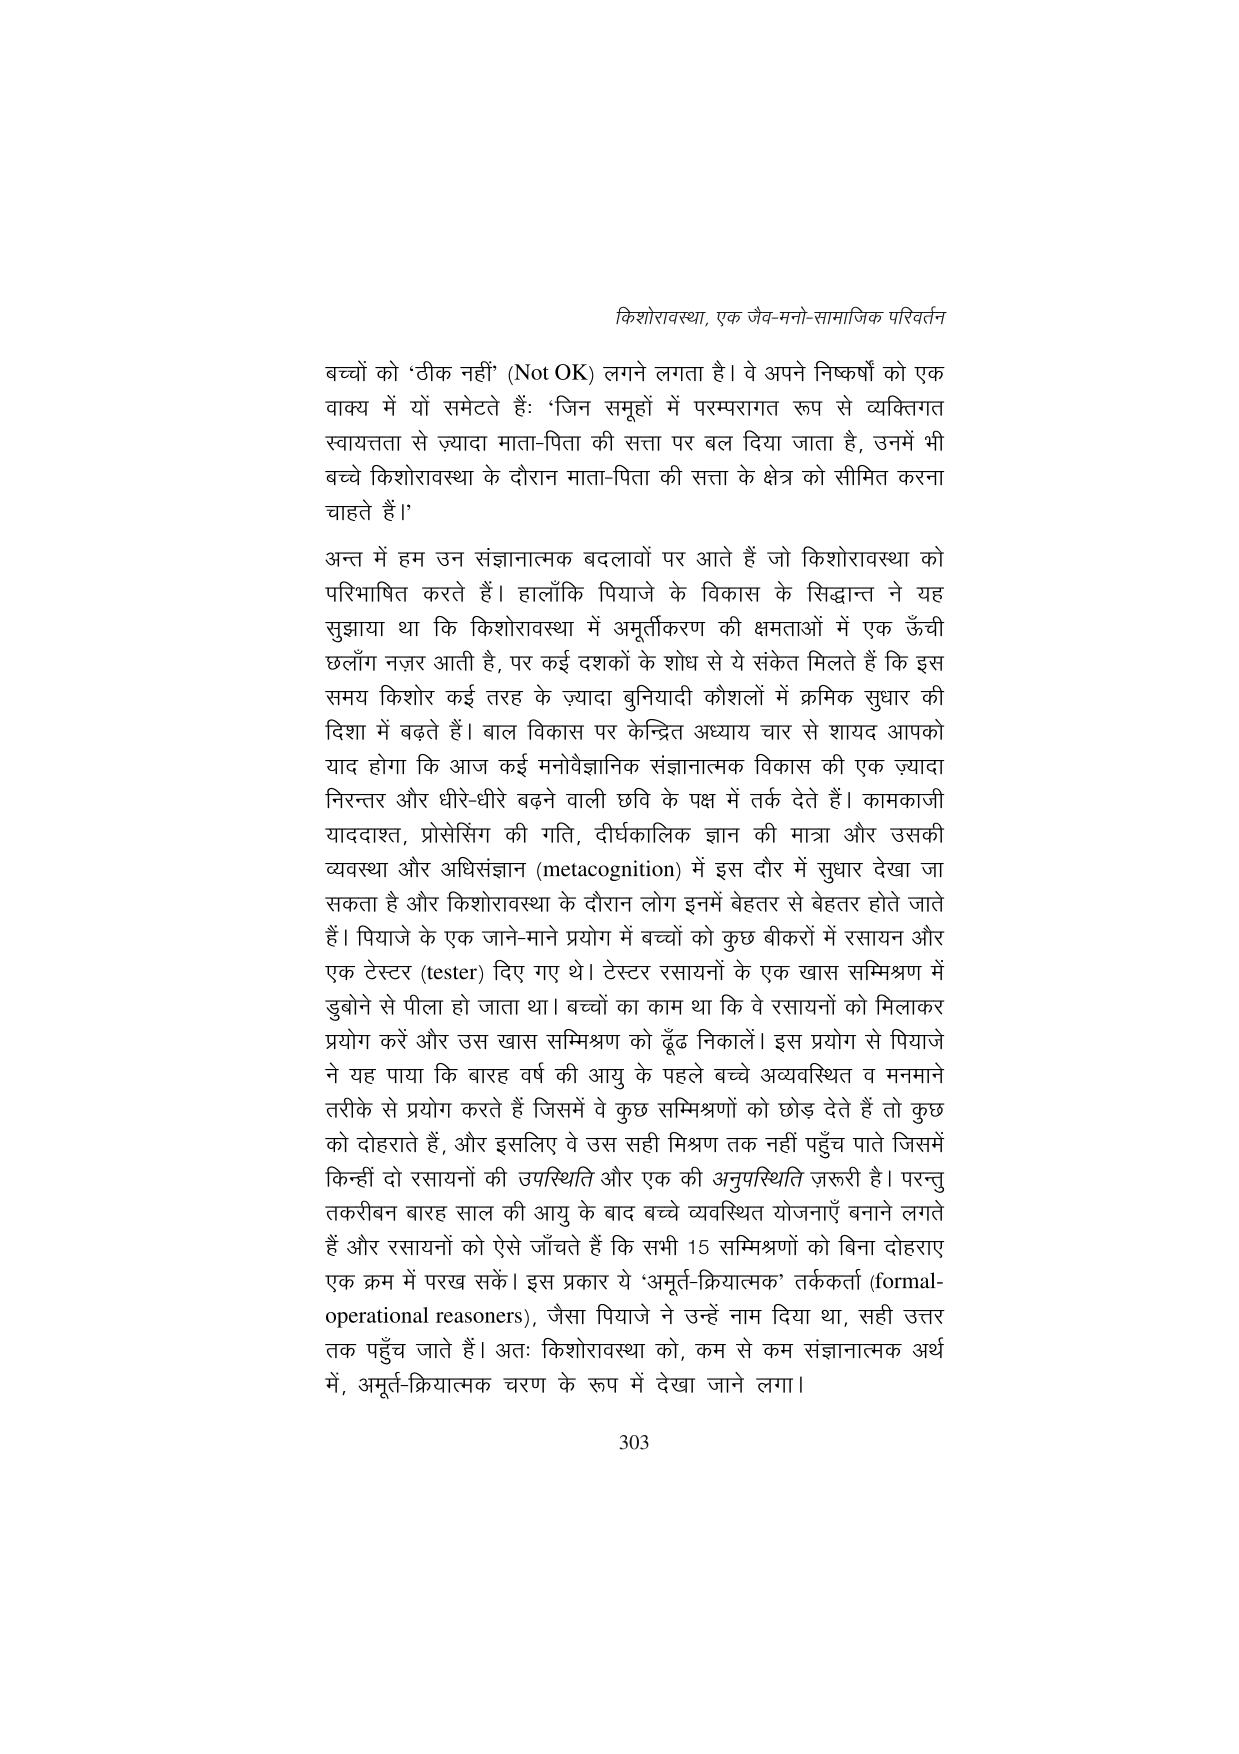 किशोरावस्था, एक जैव-मनो-सामाजिक परिवर्तन
बच्चों को ‘ठीक नहीं’ (Not OK) लगने लगता है। वे अपने निष्कर्षों को एक
वाक्य में यों समेटते हैंः ‘जिन समूहों में परम्परागत रूप से व्यक्तिगत
स्वायत्तता से ज़्यादा माता-पिता की सत्ता पर बल दिया जाता है, उनमें भी
बच्चे किशोरावस्था के दौरान माता-पिता की सत्ता के क्षेत्र को सीमित करना
चाहते हैं।’
अन्त में हम उन संज्ञानात्मक बदलावों पर आते हैं जो किशोरावस्था को
परिभाषित करते हैं। हालाँकि पियाजे के विकास के सिद्धान्त ने यह
सुझाया था कि किशोरावस्था में अमूर्तीकरण की क्षमताओं में एक ऊँची
छलाँग नज़र आती है, पर कई दशकों के शोध से ये संकेत मिलते हैं कि इस
समय किशोर कई तरह के ज़्यादा बुनियादी कौशलों में क्रमिक सुधार की
दिशा में बढ़ते हैं। बाल विकास पर केन्द्रित अध्याय चार से शायद आपको
याद होगा कि आज कई मनोवैज्ञानिक संज्ञानात्मक विकास की एक ज़्यादा
निरन्तर और धीरे-धीरे बढ़ने वाली छवि के पक्ष में तर्क देते हैं। कामकाजी
याददाश्त, प्रोसेसिंग की गति, दीर्घकालिक ज्ञान की मात्रा और उसकी
व्यवस्था और अधिसंज्ञान (metacognition) में इस दौर में सुधार देखा जा
सकता है और किशोरावस्था के दौरान लोग इनमें बेहतर से बेहतर होते जाते
हैं। पियाजे के एक जाने-माने प्रयोग में बच्चों को कुछ बीकरों में रसायन और
एक टेस्टर (tester) दिए गए थे। टेस्टर रसायनों के एक खास सम्मिश्रण में
डुबोने से पीला हो जाता था। बच्चों का काम था कि वे रसायनों को मिलाकर
प्रयोग करें और उस खास सम्मिश्रण को ढूँढ निकालें। इस प्रयोग से पियाजे
ने यह पाया कि बारह वर्ष की आयु के पहले बच्चे अव्यवस्थित व मनमाने
तरीके से प्रयोग करते हैं जिसमें वे कुछ सम्मिश्रणों को छोड़ देते हैं तो कुछ
को दोहराते हैं, और इसलिए वे उस सही मिश्रण तक नहीं पहुँच पाते जिसमें
किन्हीं दो रसायनों की उपस्थिति और एक की अनुपस्थिति ज़रूरी है। परन्तु
तकरीबन बारह साल की आयु के बाद बच्चे व्यवस्थित योजनाएँ बनाने लगते
हैं और रसायनों को ऐसे जाँचते हैं कि सभी 15 सम्मिश्रणों को बिना दोहराए
एक क्रम में परख सकें। इस प्रकार ये ‘अमूर्त-क्रियात्मक’ तर्ककर्ता (formal-
operational reasoners), जैसा पियाजे ने उन्हें नाम दिया था, सही उत्तर
तक पहुँच जाते हैं। अतः किशोरावस्था को, कम से कम संज्ञानात्मक अर्थ
में, अमूर्त-क्रियात्मक चरण के रूप में देखा जाने लगा।
303